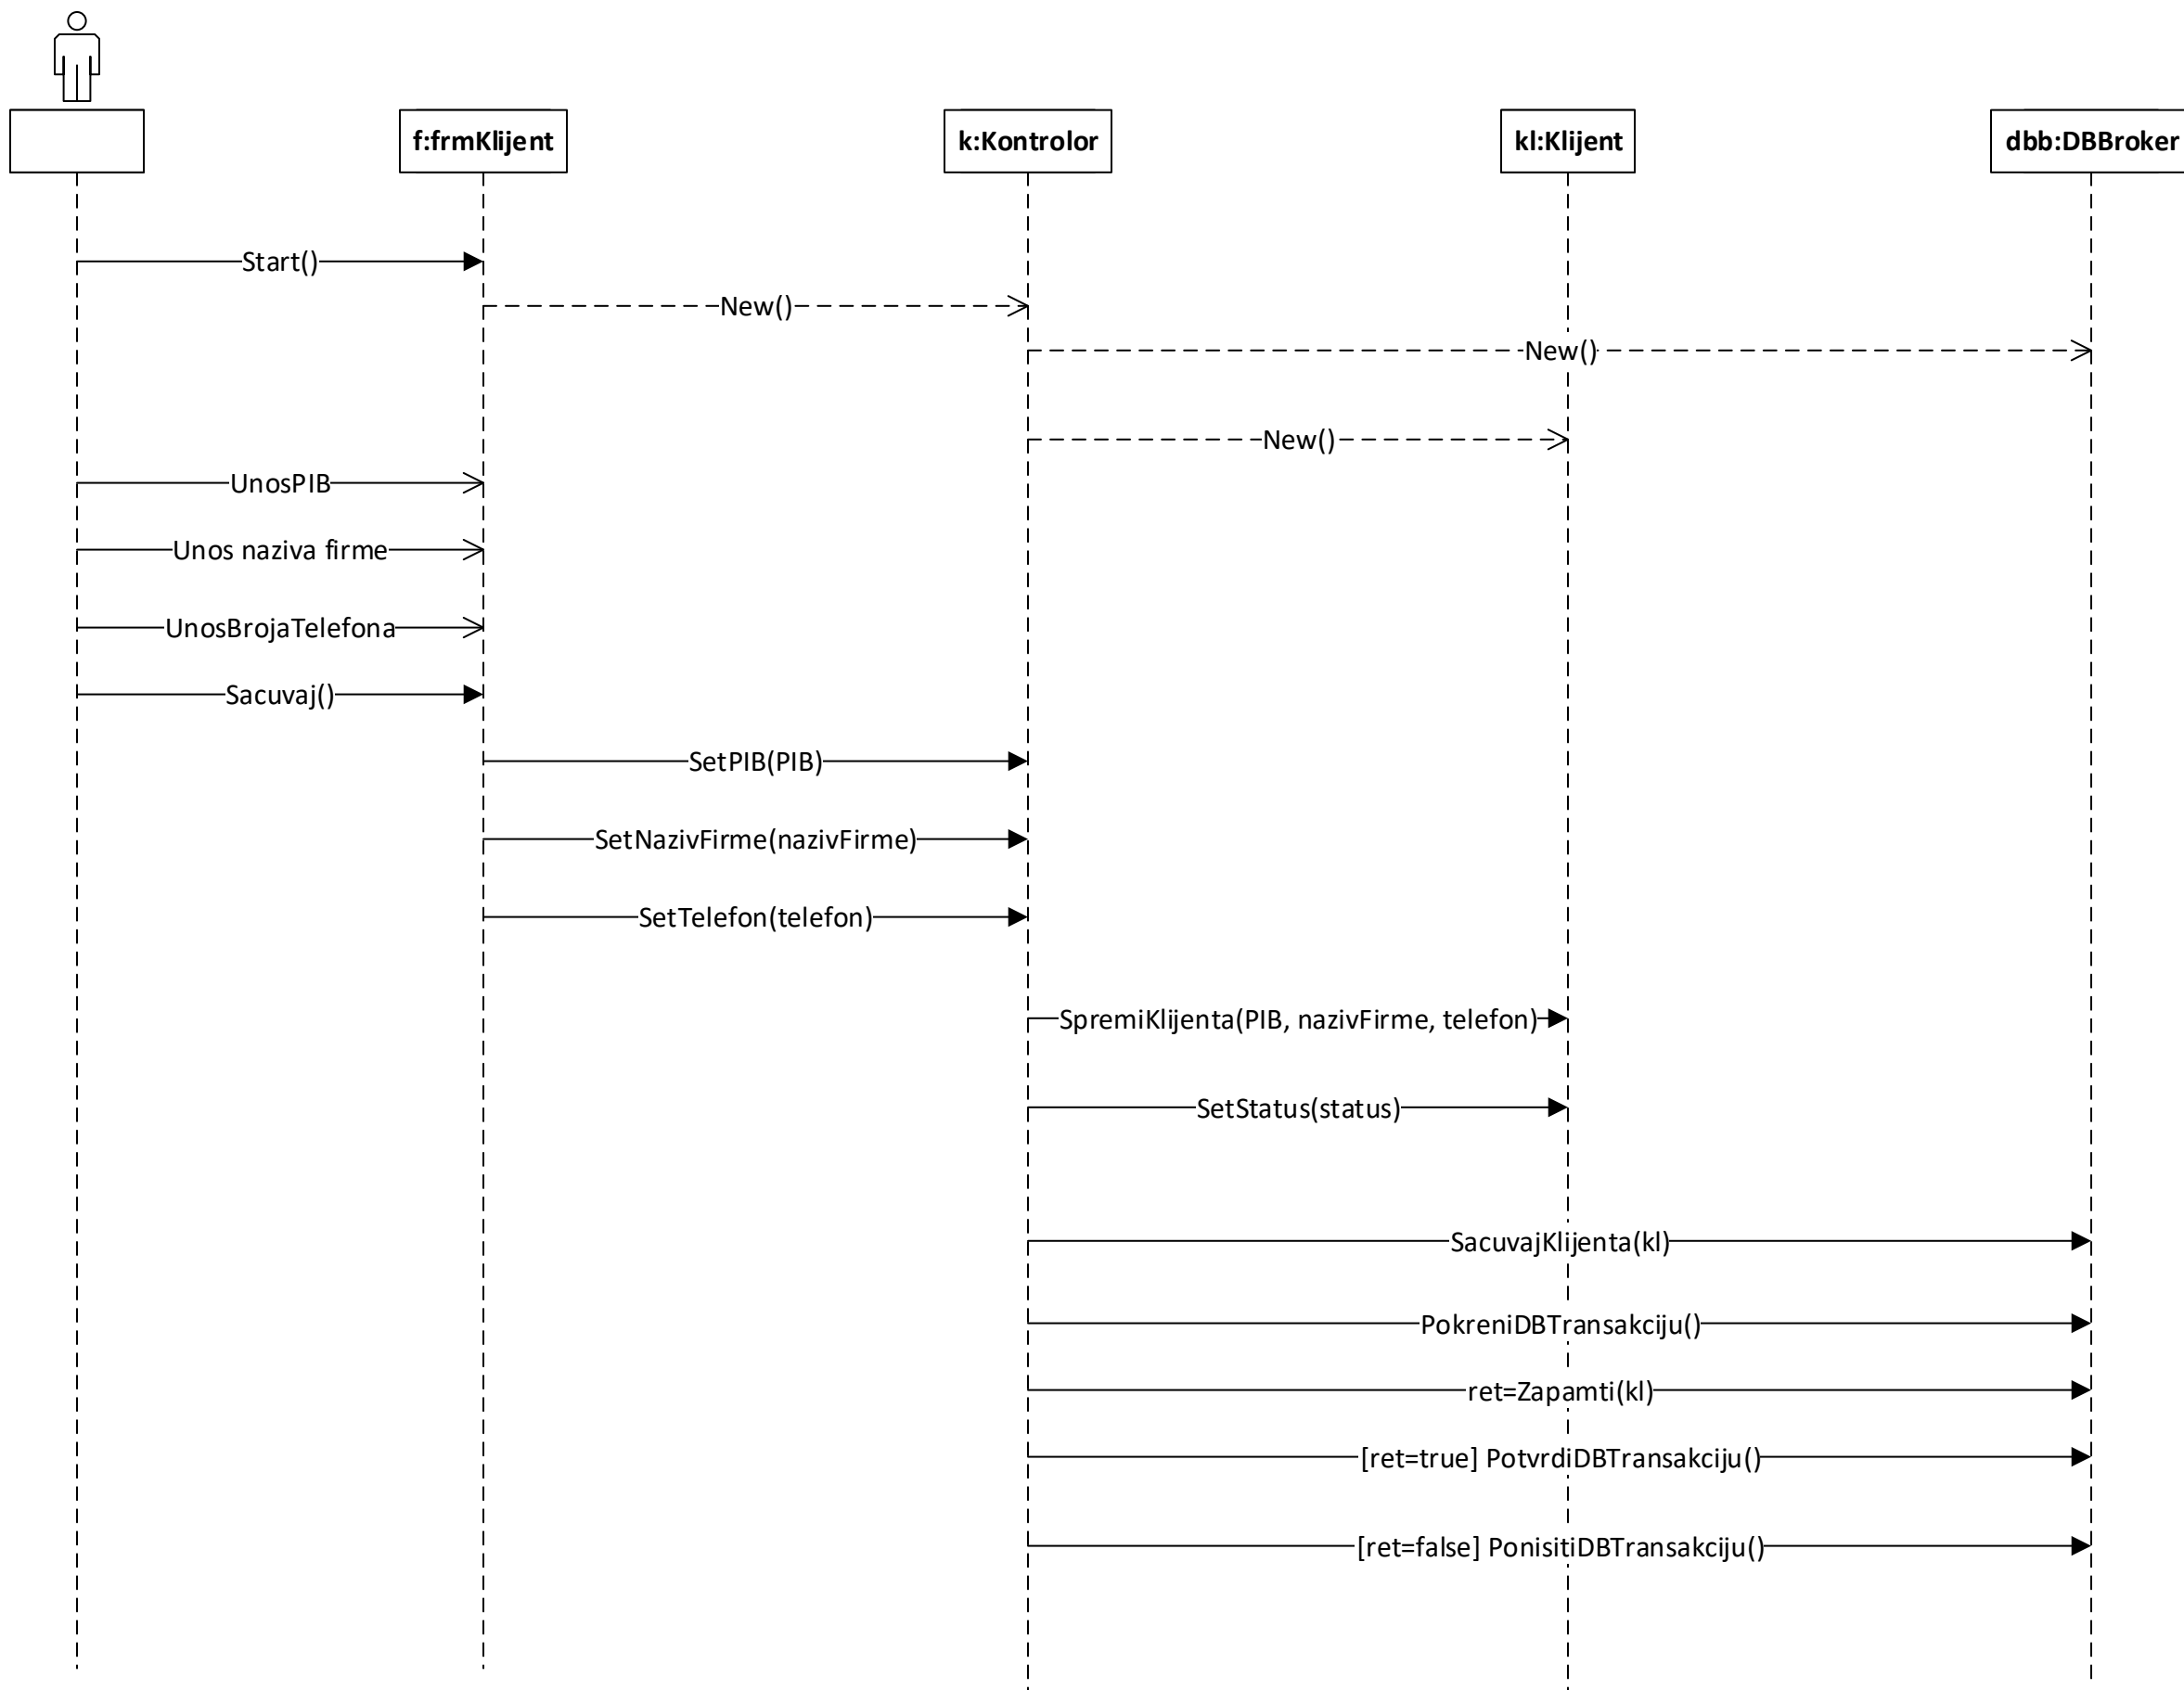 f:frmKlijent
k:Kontrolor
kl:Klijent
dbb:DBBroker
Start()
New()
New()
New()
UnosPIB
Unos naziva firme
UnosBrojaTelefona
Sacuvaj()
SetPIB(PIB)
SetNazivFirme(nazivFirme)
SetTelefon(telefon)
SpremiKlijenta(PIB, nazivFirme, telefon)
SetStatus(status)
SacuvajKlijenta(kl)
PokreniDBTransakciju()
ret=Zapamti(kl)
[ret=true] PotvrdiDBTransakciju()
[ret=false] PonisitiDBTransakciju()